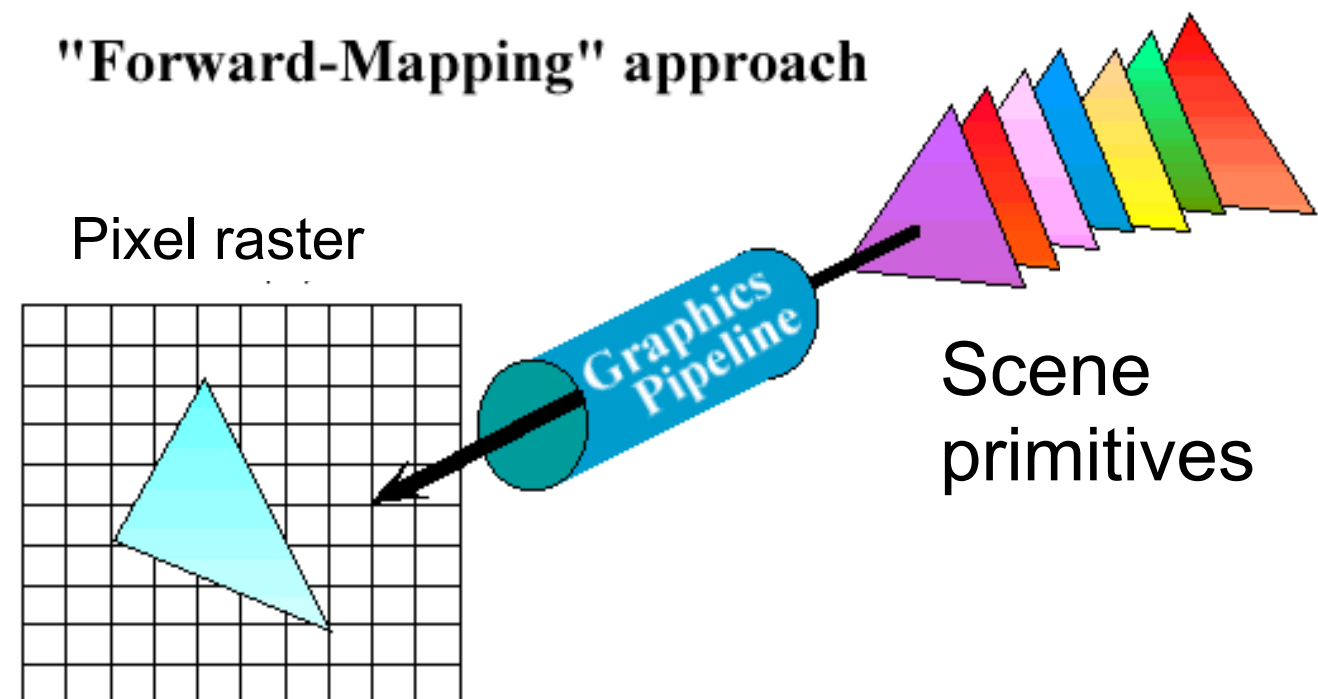 "Forward-Mapping" approach
Pixel raster
Graphics
Pipeline
Scene
primitives